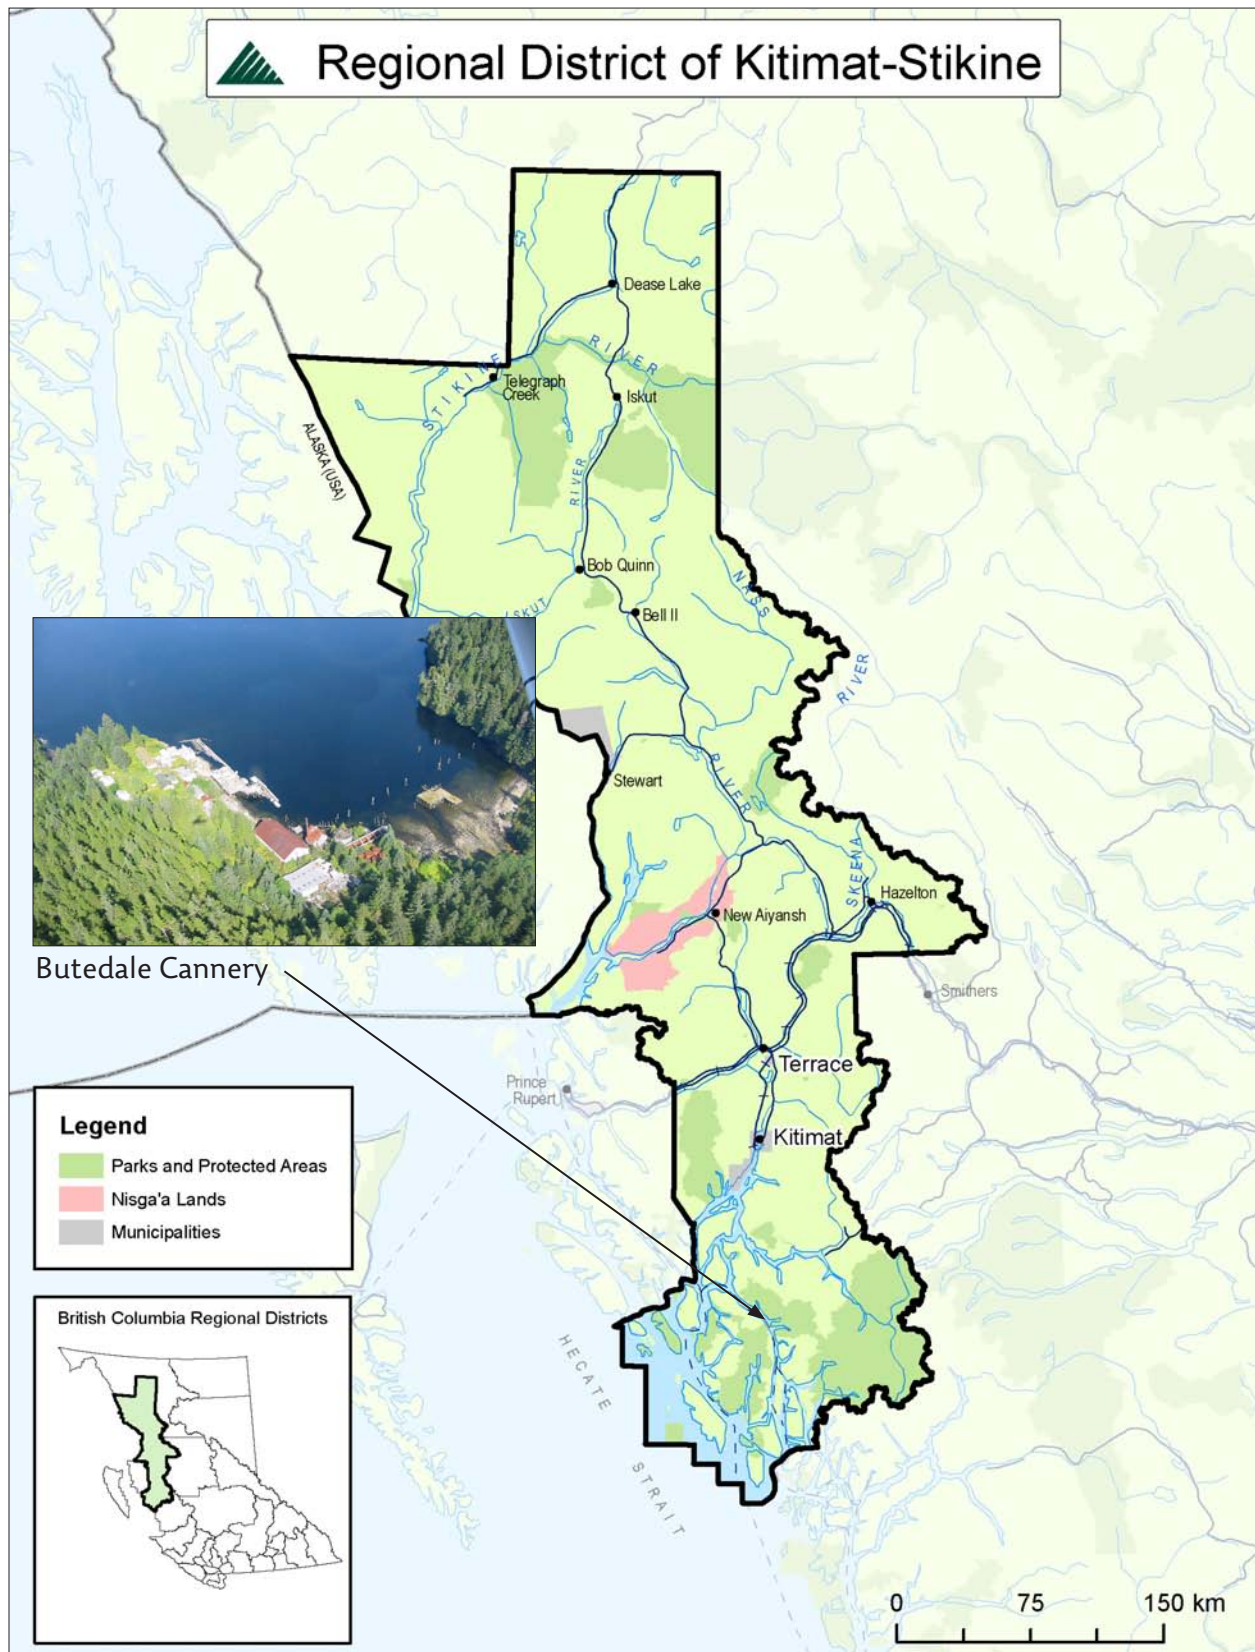 Regional District of Kitimat-Stikine
Dease Lake
STIKINE
RIVER
Telegraph
Creek
Iskut
ALASKA (USA)
RIVER
Bob Quinn
NASS
SKUT
Bell II
RIVER
Stewart
RIVER
SKEENA
Hazelton
New Aiyansh
Butedale Cannery
Smithers
Terrace
Prince
Rupert
Kitimat
Legend
Parks and Protected Areas
Nisga'a Lands
Municipalities
British Columbia Regional Districts
HECATE
STRAIT
0 75 150 km